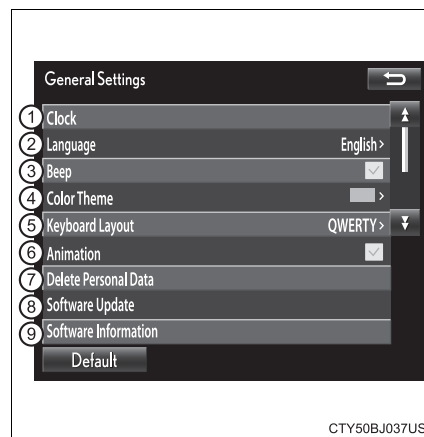 General Settings
1 Clock
2 Language English >
3 Beep
4 Color Theme >
5 Keyboard Layout QWERTY >
6 Animation
7 Delete Personal Data
8 Software Update
9 Software Information
Default
CTY50BJ037US